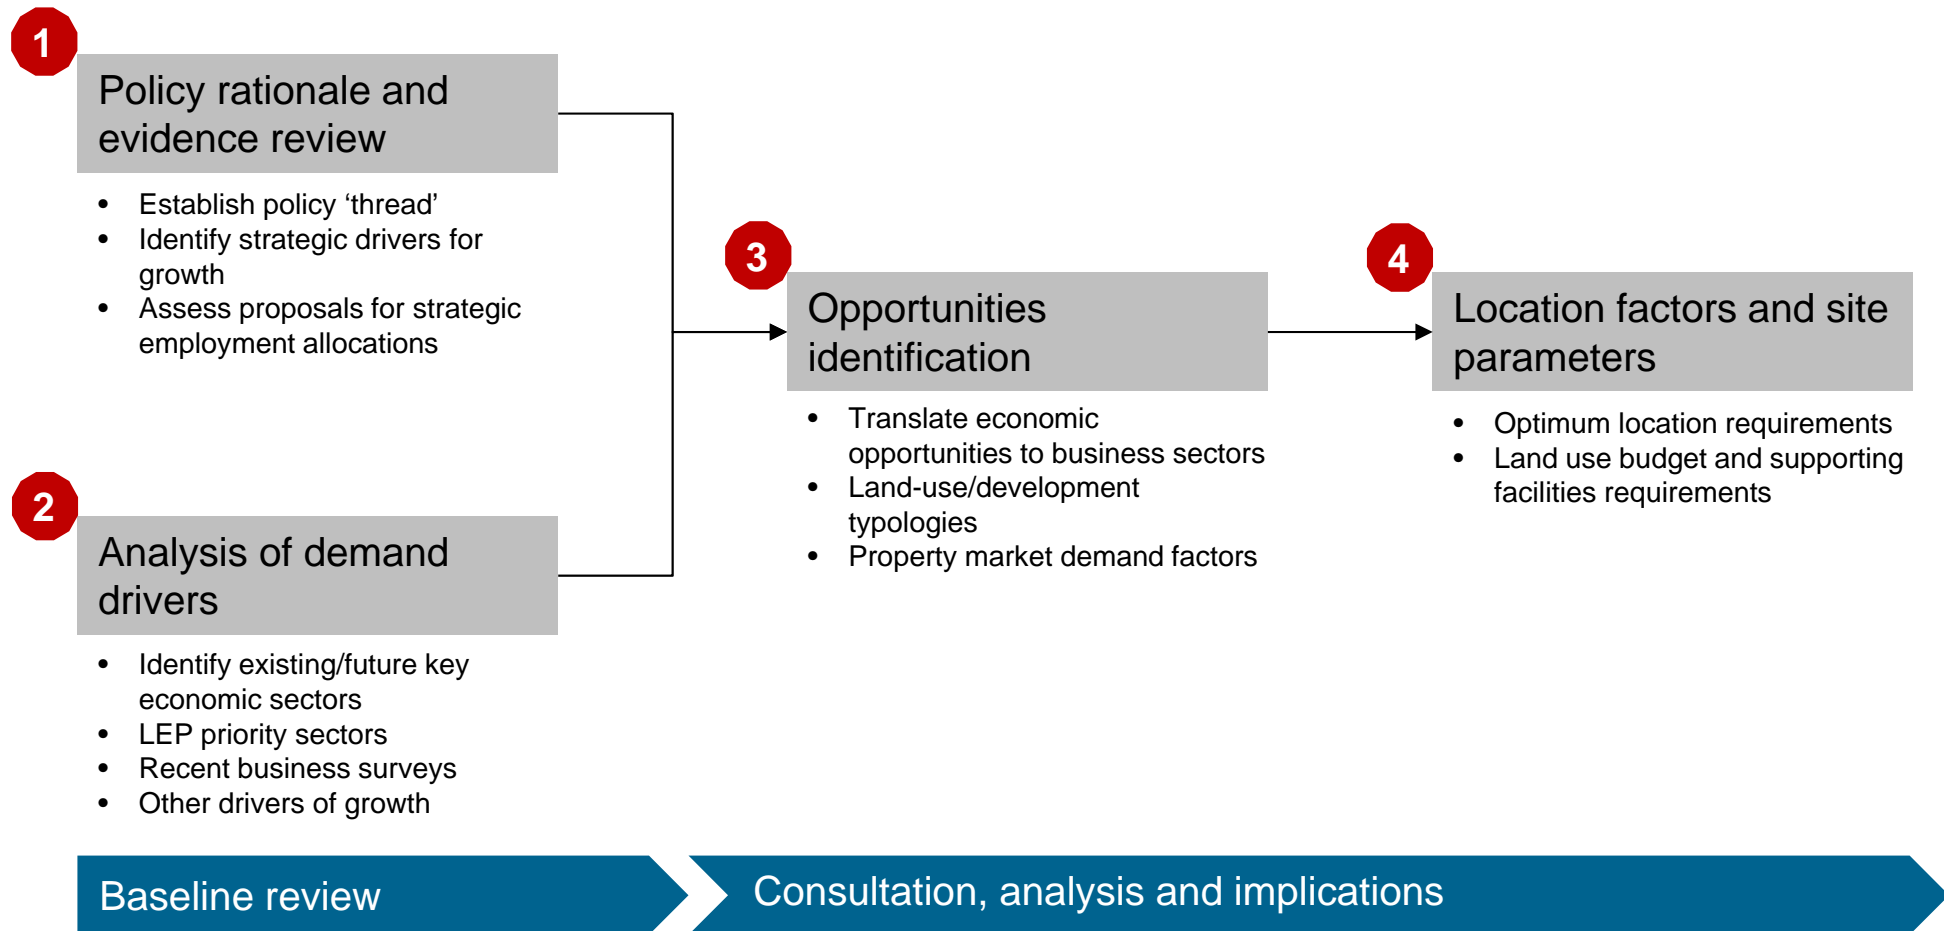 1
Policy rationale and
evidence review
• Establish policy ‘thread’
• Identify strategic drivers for
growth
• Assess proposals for strategic
employment allocations
2
Analysis of demand
drivers
• Identify existing/future key
economic sectors
• LEP priority sectors
• Recent business surveys
• Other drivers of growth
3
Opportunities
identification
• Translate economic
opportunities to business sectors
• Land-use/development
typologies
• Property market demand factors
4
Location factors and site
parameters
• Optimum location requirements
• Land use budget and supporting
facilities requirements
Baseline review
Consultation, analysis and implications